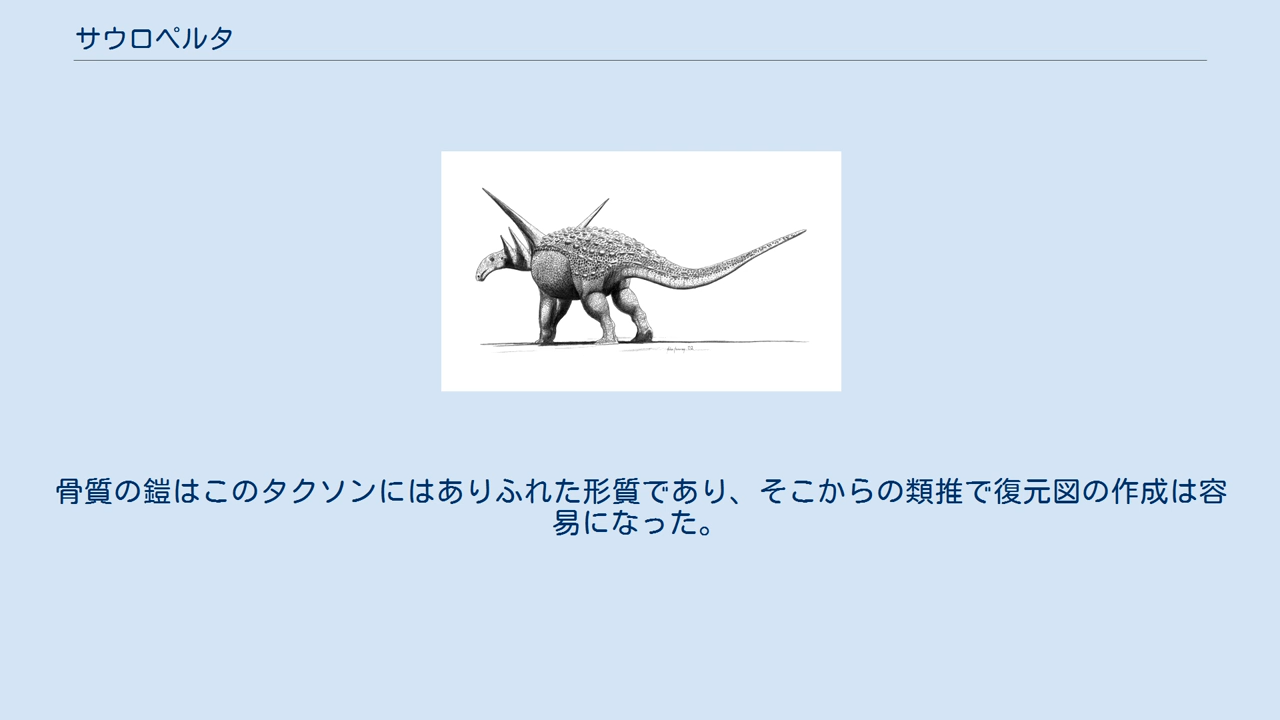 サウロペルタ
骨質の鎧はこのタクソンにはありふれた形質であり、そこからの類推で復元図の作成は容
易になった。